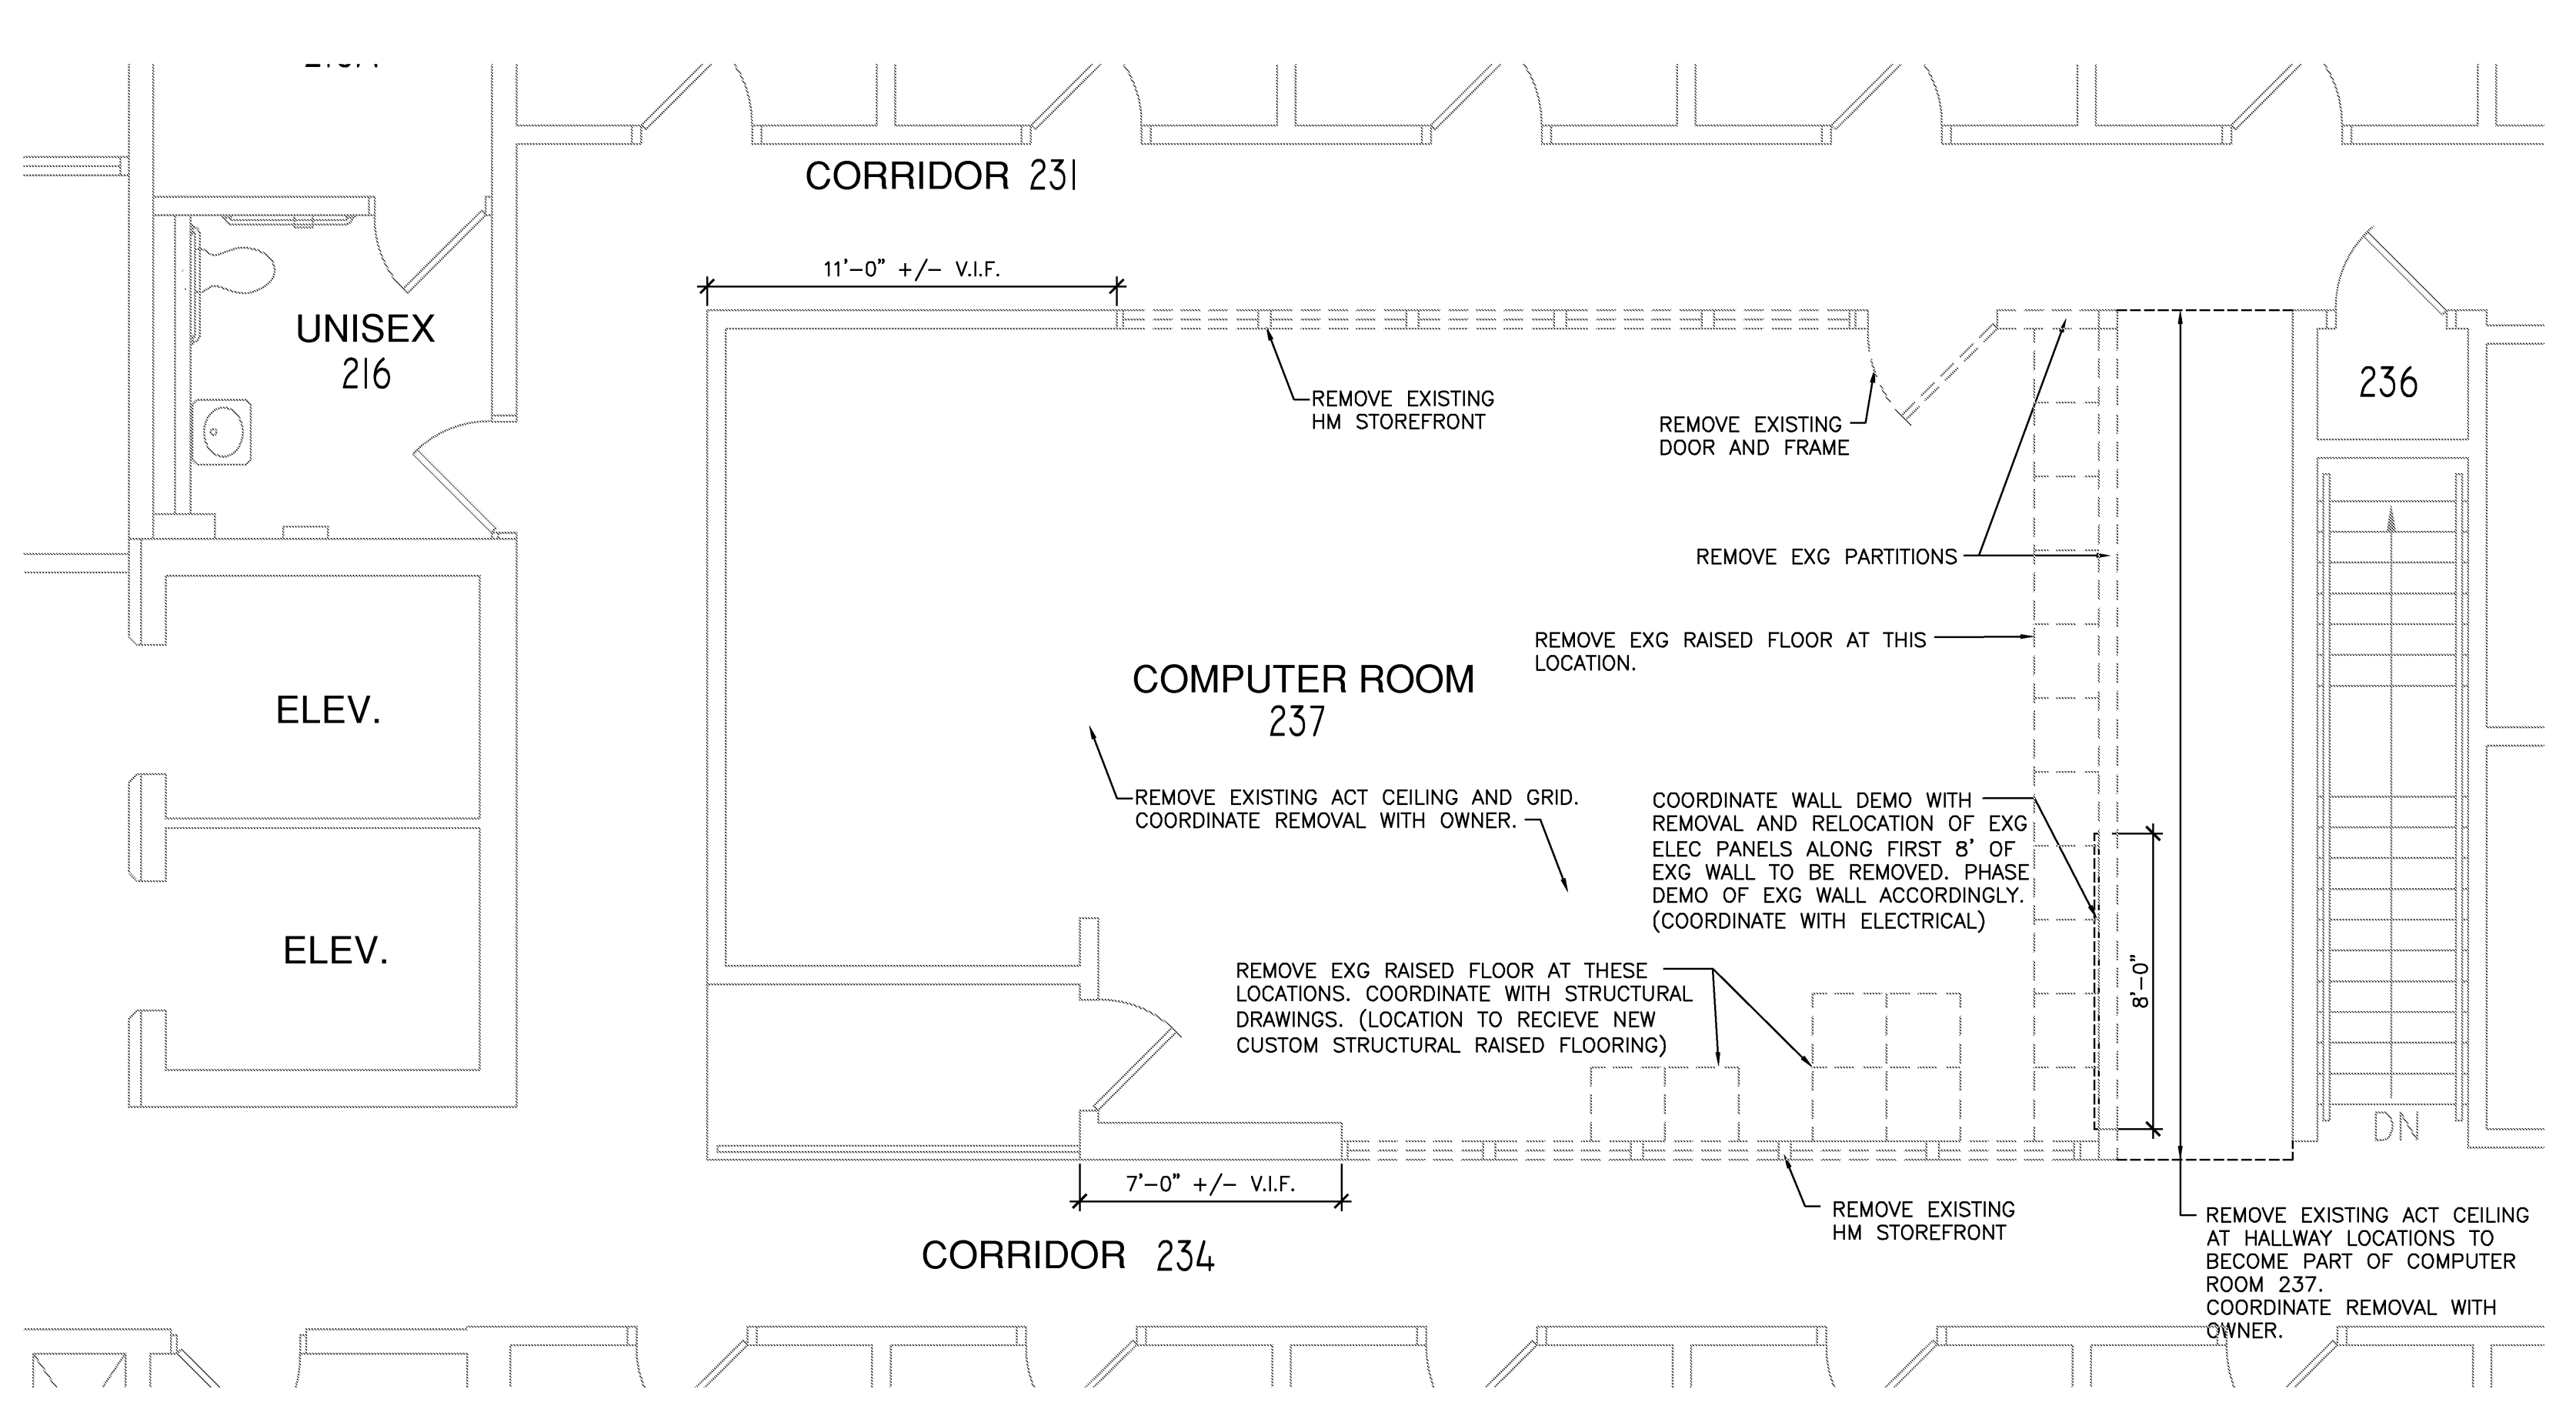 CORRIDOR 231
11'-0" +/- V.I.F.
UNISEX
216
REMOVE EXISTING
HM STOREFRONT
REMOVE EXISTING
DOOR AND FRAME
236
REMOVE EXG PARTITIONS
REMOVE EXG RAISED FLOOR AT THIS
LOCATION.
COMPUTER ROOM
237
ELEV.
REMOVE EXISTING ACT CEILING AND GRID.
COORDINATE REMOVAL WITH OWNER.
COORDINATE WALL DEMO WITH
REMOVAL AND RELOCATION OF EXG
ELEC PANELS ALONG FIRST 8' OF
EXG WALL TO BE REMOVED. PHASE
DEMO OF EXG WALL ACCORDINGLY.
(COORDINATE WITH ELECTRICAL)
ELEV.
REMOVE EXG RAISED FLOOR AT THESE
LOCATIONS. COORDINATE WITH STRUCTURAL
DRAWINGS. (LOCATION TO RECIEVE NEW
CUSTOM STRUCTURAL RAISED FLOORING)
8'-0"
DN
7'-0" +/- V.I.F.
CORRIDOR 234
REMOVE EXISTING
HM STOREFRONT
REMOVE EXISTING ACT CEILING
AT HALLWAY LOCATIONS TO
BECOME PART OF COMPUTER
ROOM 237.
COORDINATE REMOVAL WITH
OWNER.